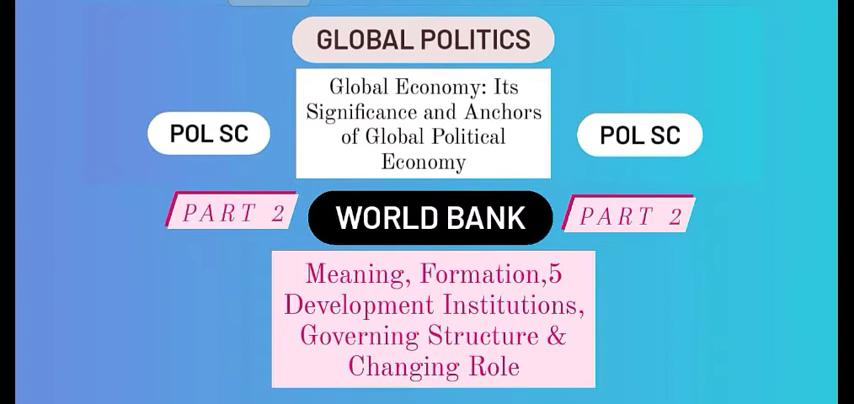 GLOBAL POLITICS
Global Economy: Its
Significance and Anchors
of Global Political
Economy
POL SC
POL SC
PART 2
WORLD BANK
PART 2
Meaning, Formation,5
Development Institutions,
Governing Structure &
Changing Role